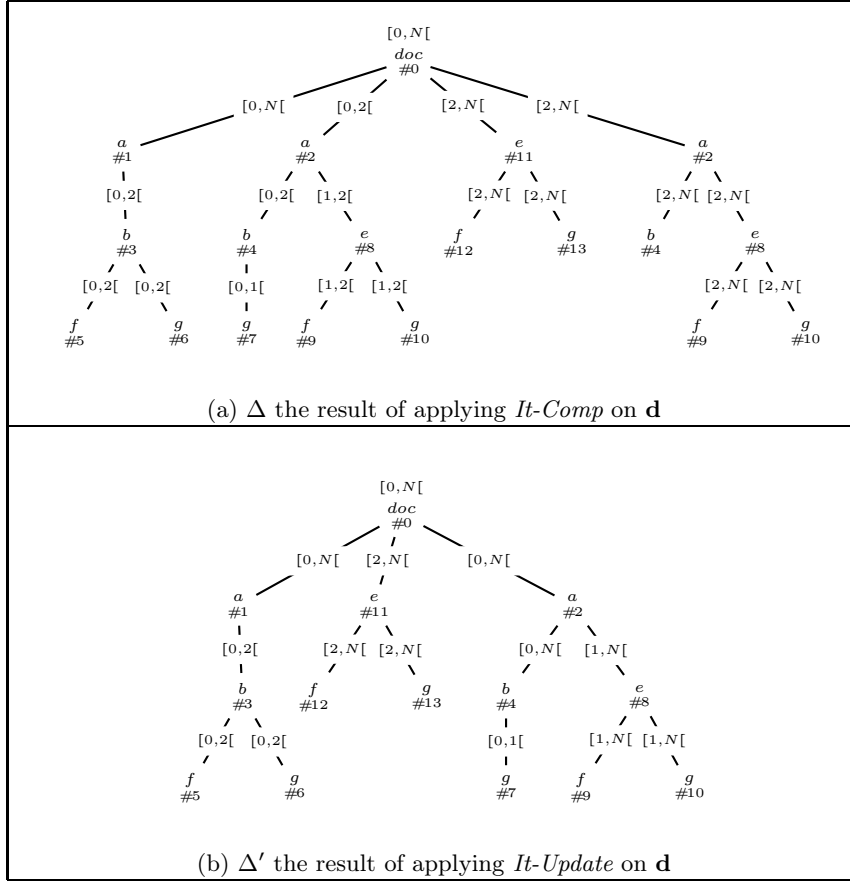 [0,N[
doc
#0
[0,N[ [0,2[ [2,N[ [2,N[
a a e a
#1 #2 #11 #2
[0,2[ [0,2[ [1,2[ [2,N[ [2,N[ [2,N[ [2,N[
b b e f g b e
#3 #4 #8 #12 #13 #4 #8
[0,2[ [0,2[ [0,1[ [1,2[ [1,2[ [2,N[ [2,N[
f g g f g f g
#5 #6 #7 #9 #10 #9 #10
(a) Δ the result of applying It-Comp on d
[0,N[
doc
#0
[0,N[ [2,N[ [0,N[
a e a
#1 #11 #2
[0,2[ [2,N[ [2,N[ [0,N[ [1,N[
b f g b e
#3 #12 #13 #4 #8
[0,2[ [0,2[ [0,1[ [1,N[ [1,N[
f g g f g
#5 #6 #7 #9 #10
(b) Δ′ the result of applying It-Update on d